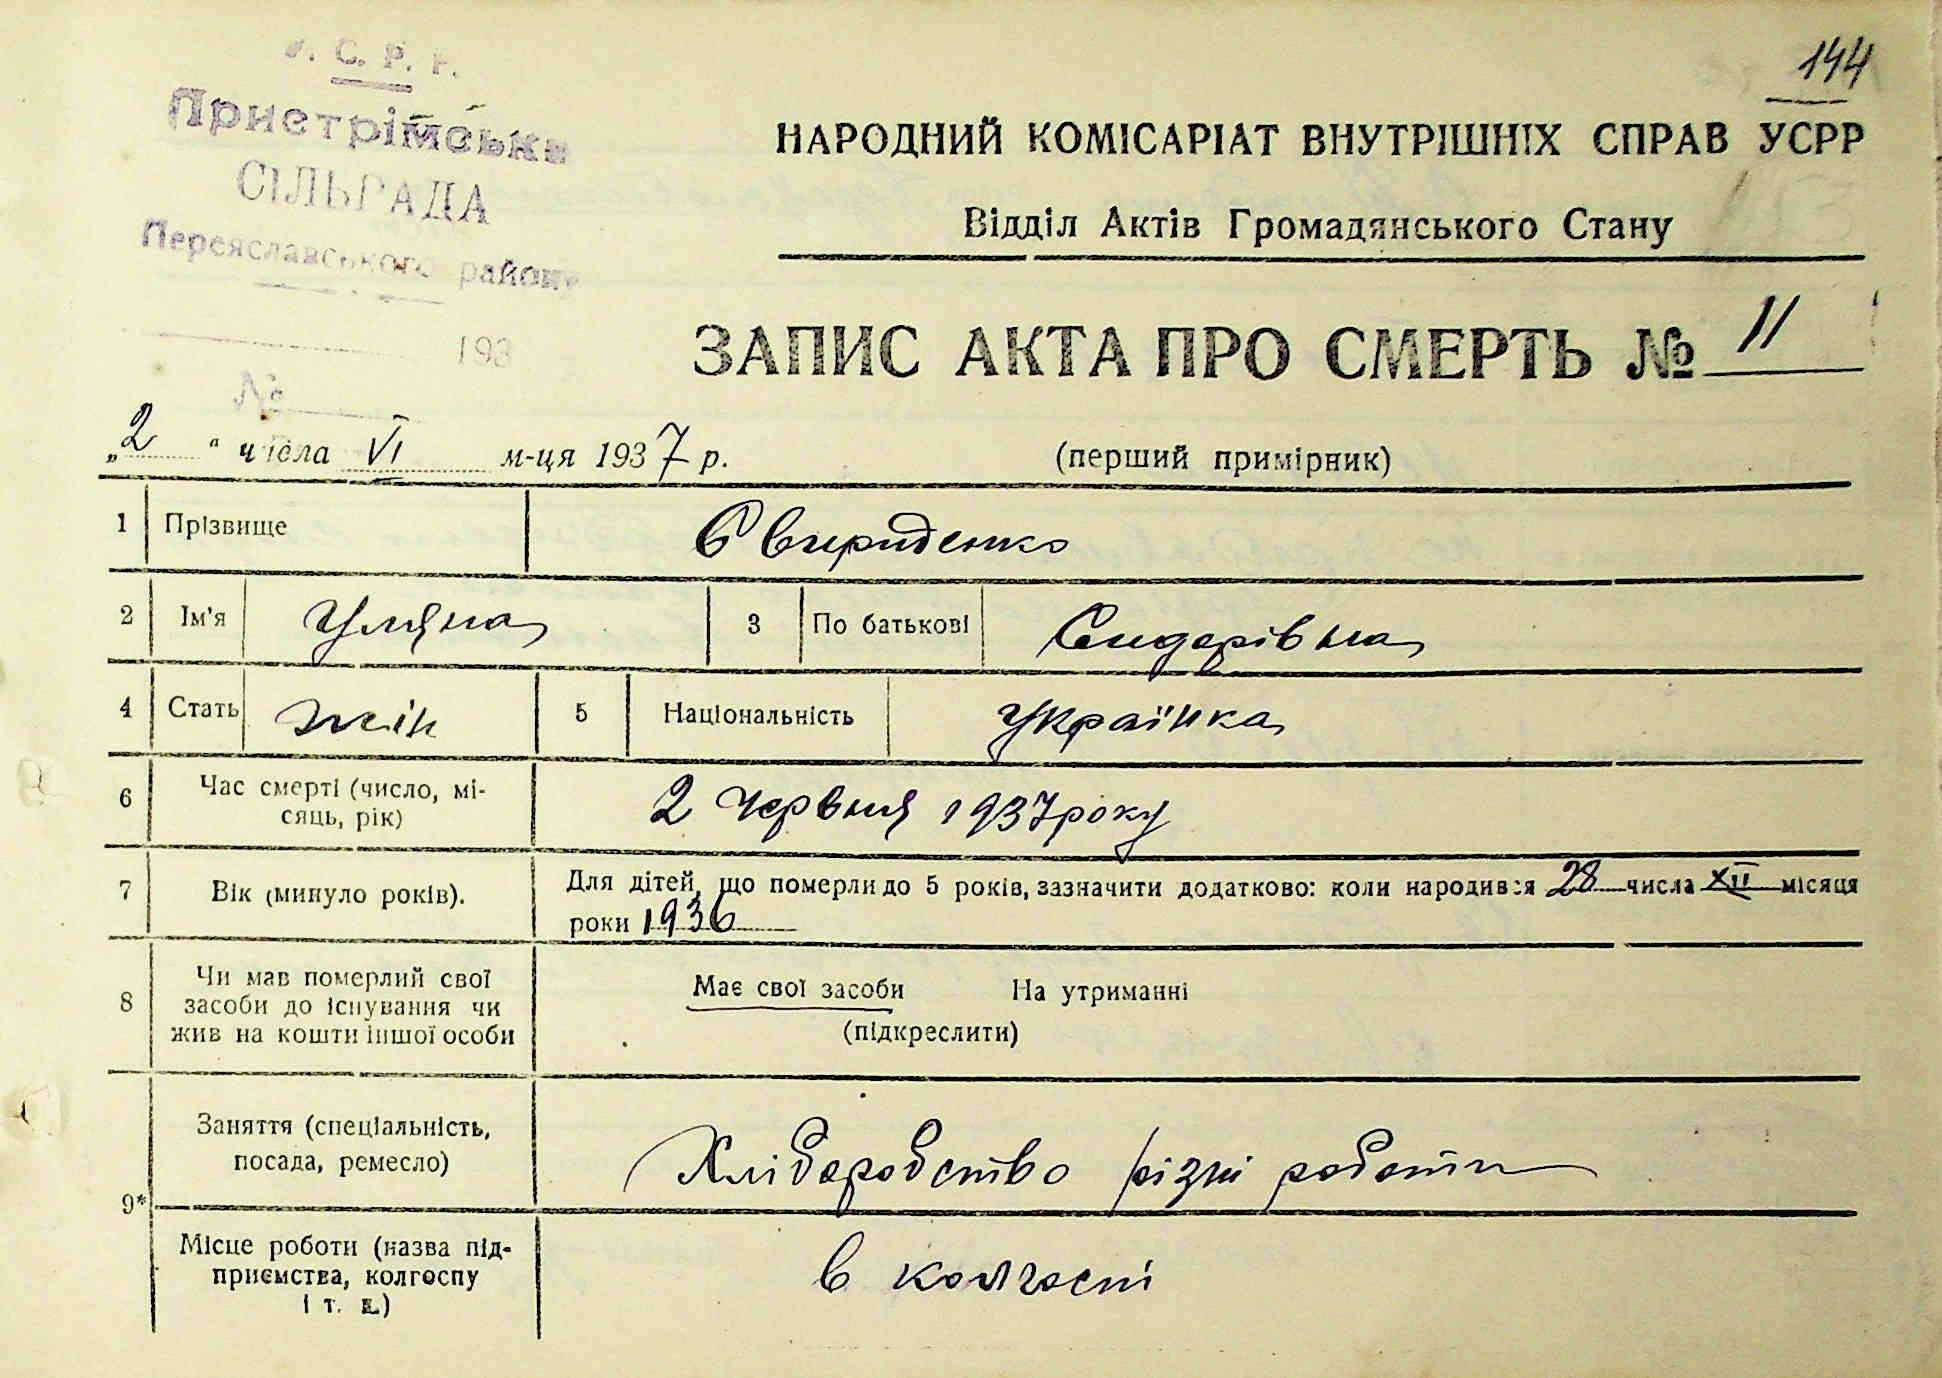 144
У. С. Р. Р.
Пристрімська
СІЛЬРАДА
Переяславського району
193
№
НАРОДНИЙ КОМІСАРІАТ ВНУТРІШНІХ СПРАВ УСРР
Відділ Актів Громадянського Стану
ЗАПИС АКТА ПРО СМЕРТЬ № 11
„2“ числа VI м-ця 1937 р.
(перший примірник)
1 Прізвище Свириденко
2 Ім'я Уляна 3 По батькові Сидорівна
4 Стать жін 5 Національність українка
6 Час смерті (число, мі-
сяць, рік) 2 червня 1937 року
7 Вік (минуло років). Для дітей, що померли до 5 років, зазначити додатково: коли народився 28 числа XII місяця
роки 1936
8 Чи мав померлий свої
засоби до існування чи
жив на кошти іншої особи
Має свої засоби На утриманні
(підкреслити)
9*
Заняття (спеціальність,
посада, ремесло)
Хліборобство різні роботи
Місце роботи (назва під-
приємства, колгоспу
і т. д.)
в колгоспі